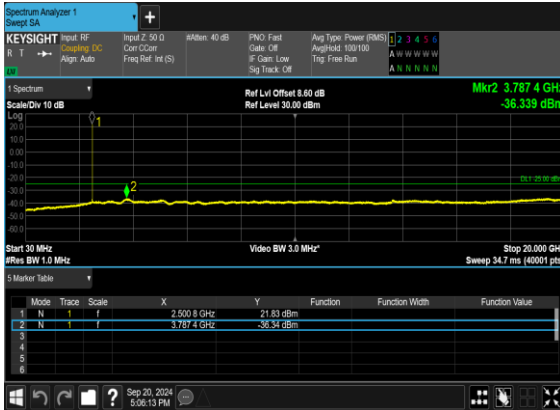 Spectrum Analyzer 1
Swept SA
+
KEYSIGHT Input: RF Input Z: 50 Ω #Atten: 40 dB PNO: Fast Avg Type: Power (RMS) 1 2 3 4 5 6
R T Coupling: DC Corr CCorr Gate: Off Avg|Hold: 100/100 A W W W W W
Align: Auto Freq Ref: Int (S) IF Gain: Low Trig: Free Run
Sig Track: Off A N N N N N
1 Spectrum
Scale/Div 10 dB
Ref Lvl Offset 8.60 dB
Ref Level 30.00 dBm
Mkr2 3.787 4 GHz
-36.339 dBm
Log
1
20.0
10.0
0.00
-10.0
-20.0
DL1 -25.00 dBm
-30.0
2
-40.0
-50.0
-60.0
Start 30 MHz Video BW 3.0 MHz* Stop 20.000 GHz
#Res BW 1.0 MHz Sweep 34.7 ms (40001 pts)
5 Marker Table
Mode Trace Scale X Y Function Function Width Function Value
1 N 1 f 2.500 8 GHz 21.83 dBm
2 N 1 f 3.787 4 GHz -36.34 dBm
3
4
5
6
? Sep 20, 2024
5:06:13 PM